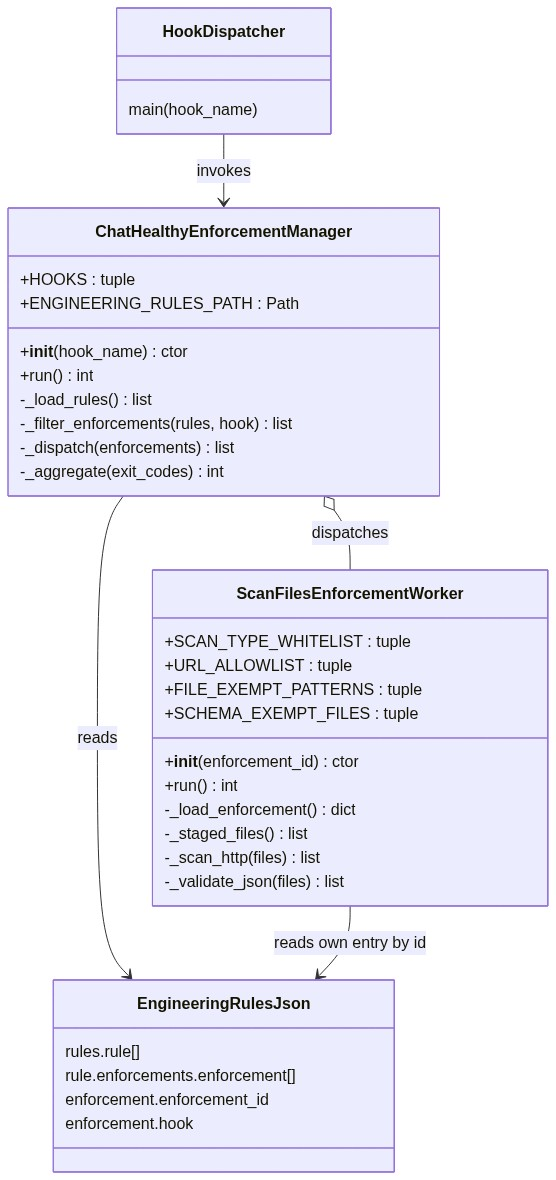 HookDispatcher
main(hook_name)
invokes
ChatHealthyEnforcementManager
+HOOKS : tuple
+ENGINEERING_RULES_PATH : Path
+init(hook_name) : ctor
+run() : int
-_load_rules() : list
-_filter_enforcements(rules, hook) : list
-_dispatch(enforcements) : list
-_aggregate(exit_codes) : int
dispatches
ScanFilesEnforcementWorker
+SCAN_TYPE_WHITELIST : tuple
+URL_ALLOWLIST : tuple
+FILE_EXEMPT_PATTERNS : tuple
+SCHEMA_EXEMPT_FILES : tuple
+init(enforcement_id) : ctor
+run() : int
-_load_enforcement() : dict
-_staged_files() : list
-_scan_http(files) : list
-_validate_json(files) : list
reads
reads own entry by id
EngineeringRulesJson
rules.rule[]
rule.enforcements.enforcement[]
enforcement.enforcement_id
enforcement.hook